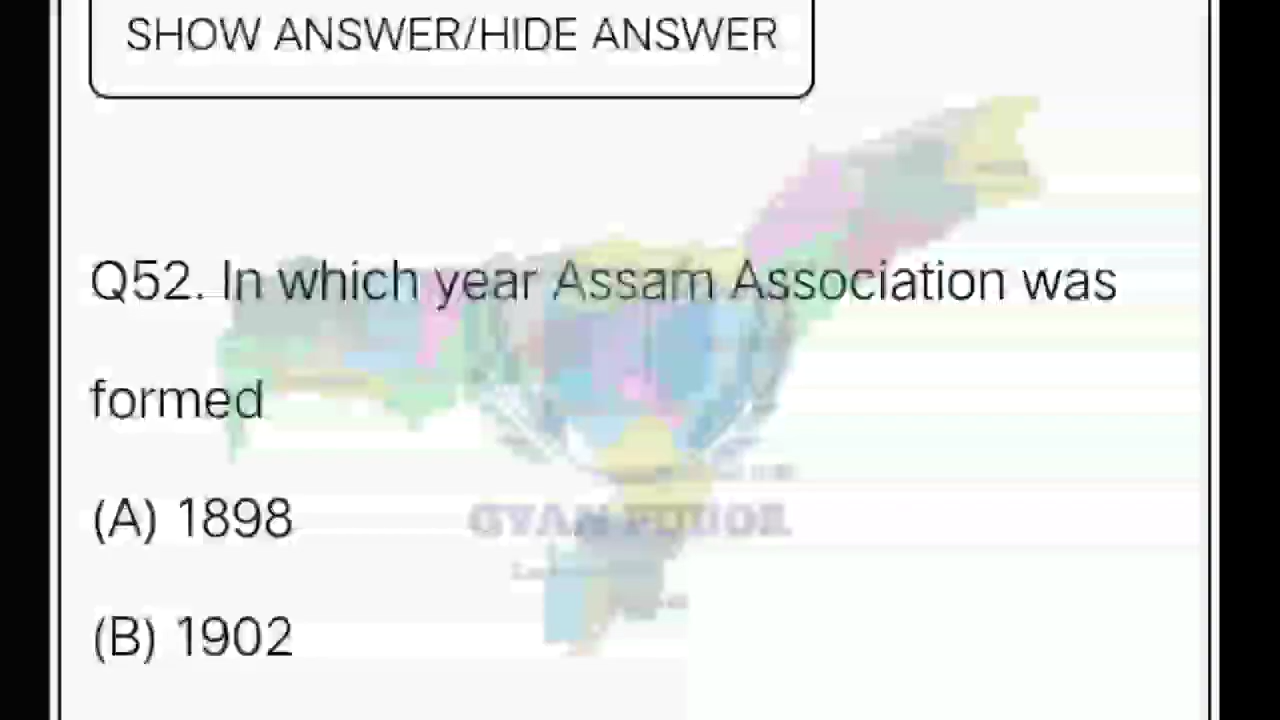 SHOW ANSWER/HIDE ANSWER
Q52. In which year Assam Association was
formed
(A) 1898
(B) 1902